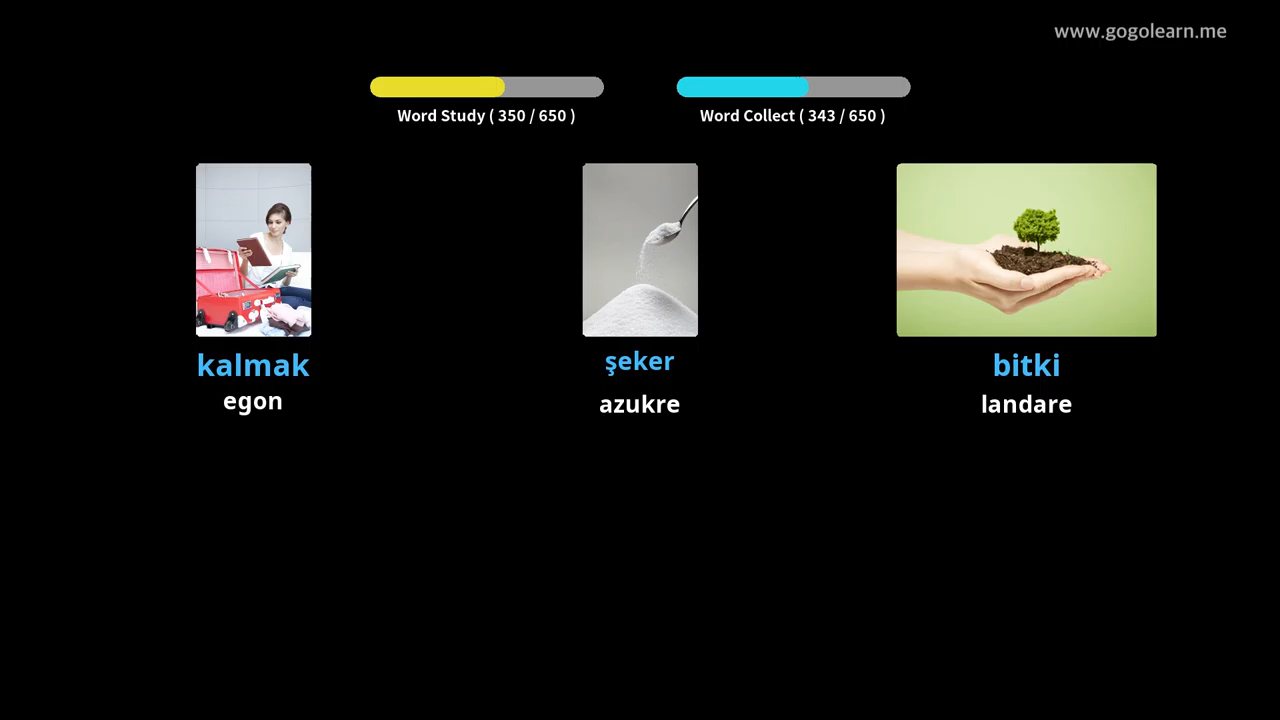 www.gogolearn.me
Word Study ( 350 / 650 )
Word Collect ( 343 / 650 )
kalmak
egon
şeker
azukre
bitki
landare